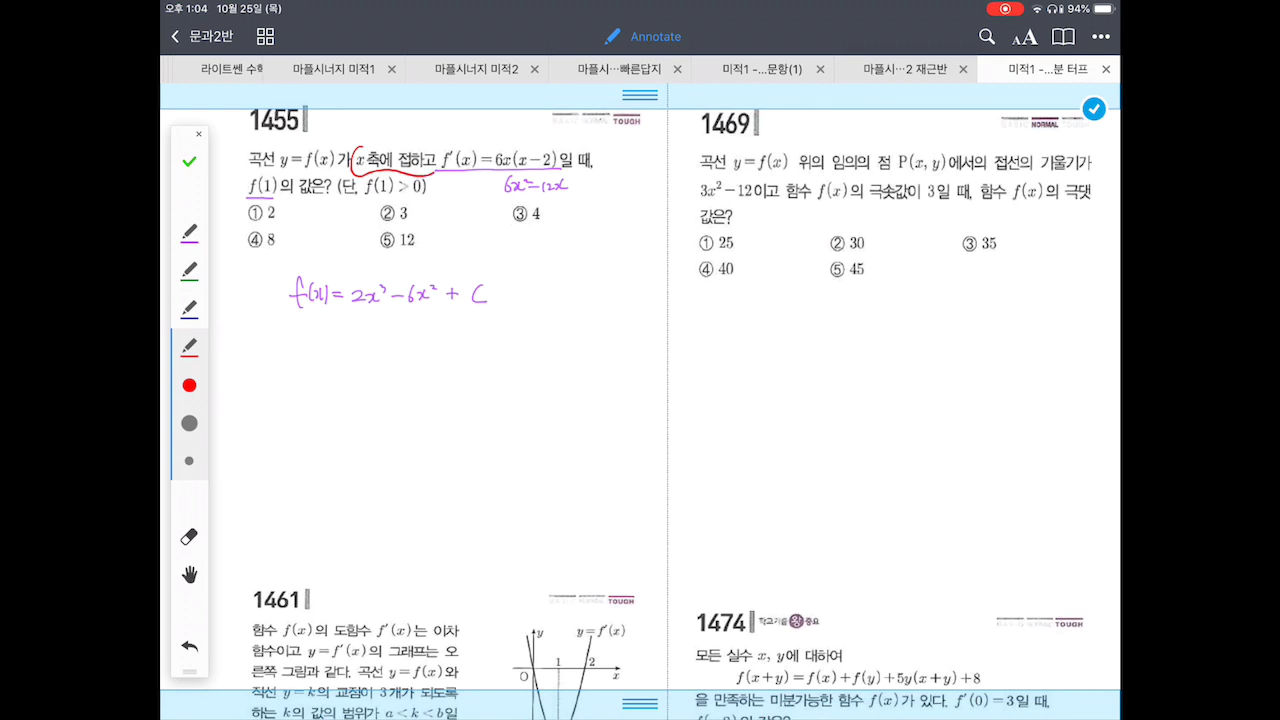 오후 1:04 10월 25일 (목)
94%
문과2반
Annotate
AA
라이트쎈 수학
마플시너지 미적1 ×
마플시너지 미적2 ×
마플시…빠른답지 ×
미적1 -…문항(1) ×
마플시…2 재근반 ×
미적1 -…분 터프 ×
1455
TOUGH
곡선 y=f(x)가 x축에 접하고 f′(x)=6x(x−2)일 때,
6x²−12x
f(1)의 값은? (단, f(1)>0)
① 2 ② 3 ③ 4
④ 8 ⑤ 12
f(x)= 2x³−6x² + C
1461
TOUGH
함수 f(x)의 도함수 f′(x)는 이차
함수이고 y=f′(x)의 그래프는 오
른쪽 그림과 같다. 곡선 y=f(x)와
직선 y=k의 교점이 3개가 되도록
하는 k의 값의 범위가 a<k<b일
y
y=f′(x)
1
2
O
x
1469
NORMAL
곡선 y=f(x) 위의 임의의 점 P(x, y)에서의 접선의 기울기가
3x²−12이고 함수 f(x)의 극솟값이 3일 때, 함수 f(x)의 극댓
값은?
① 25 ② 30 ③ 35
④ 40 ⑤ 45
1474
학교기출 왕 중요
TOUGH
모든 실수 x, y에 대하여
f(x+y)=f(x)+f(y)+5y(x+y)+8
을 만족하는 미분가능한 함수 f(x)가 있다. f′(0)=3일 때,